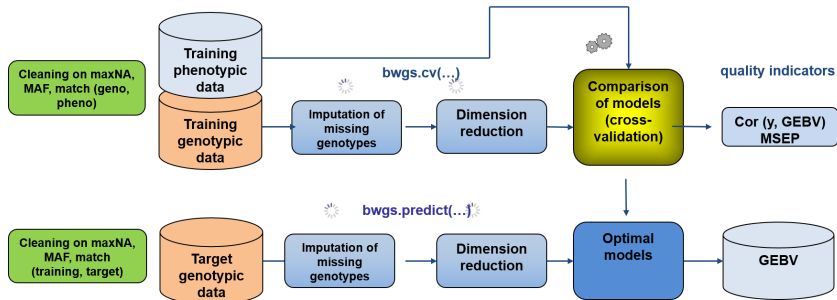 Training
phenotypic
data
Cleaning on maxNA,
MAF, match (geno,
pheno)
bwgs.cv(…)
quality indicators
Training
genotypic
data
Imputation of
missing
genotypes
Dimension
reduction
Comparison
of models
(cross-
validation)
Cor (y, GEBV)
MSEP
bwgs.predict(…)
Cleaning on maxNA,
MAF, match
(training, target)
Target
genotypic
data
Imputation of
missing
genotypes
Dimension
reduction
Optimal
models
GEBV